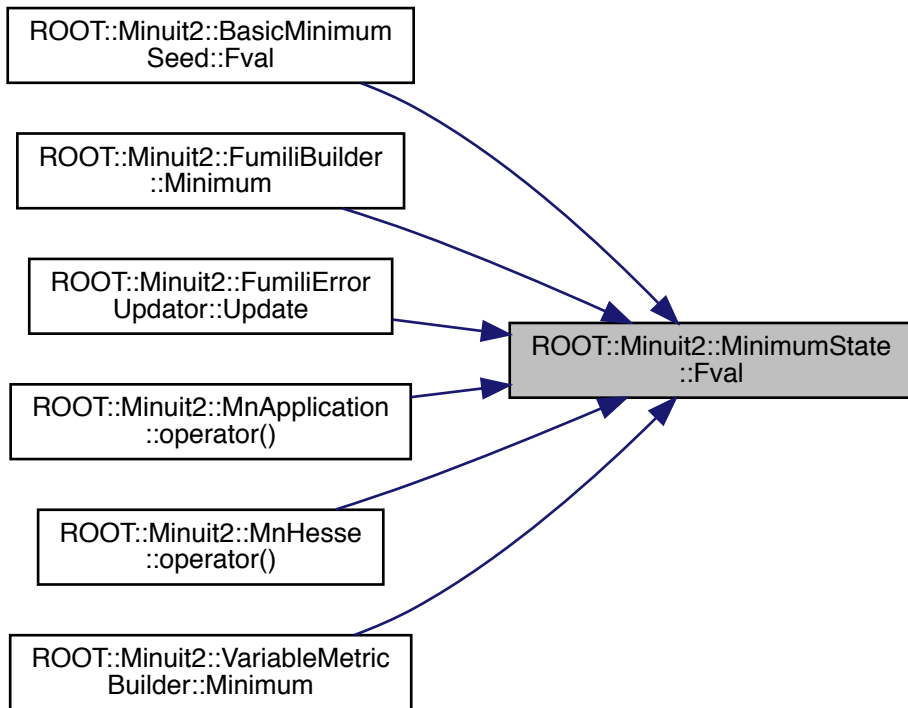 ROOT::Minuit2::BasicMinimum
Seed::Fval
ROOT::Minuit2::FumiliBuilder
::Minimum
ROOT::Minuit2::FumiliError
Updator::Update
ROOT::Minuit2::MinimumState
::Fval
ROOT::Minuit2::MnApplication
::operator()
ROOT::Minuit2::MnHesse
::operator()
ROOT::Minuit2::VariableMetric
Builder::Minimum